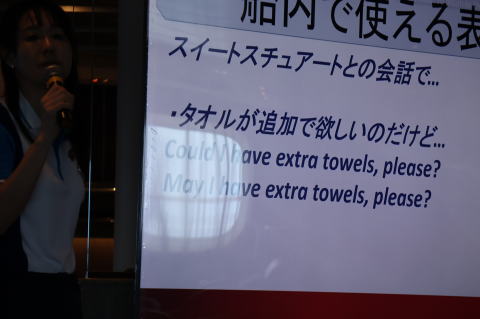 船内で使える表
スイートスチュアートとの会話で...
・タオルが追加で欲しいのだけど...
Could I have extra towels, please?
May I have extra towels, please?